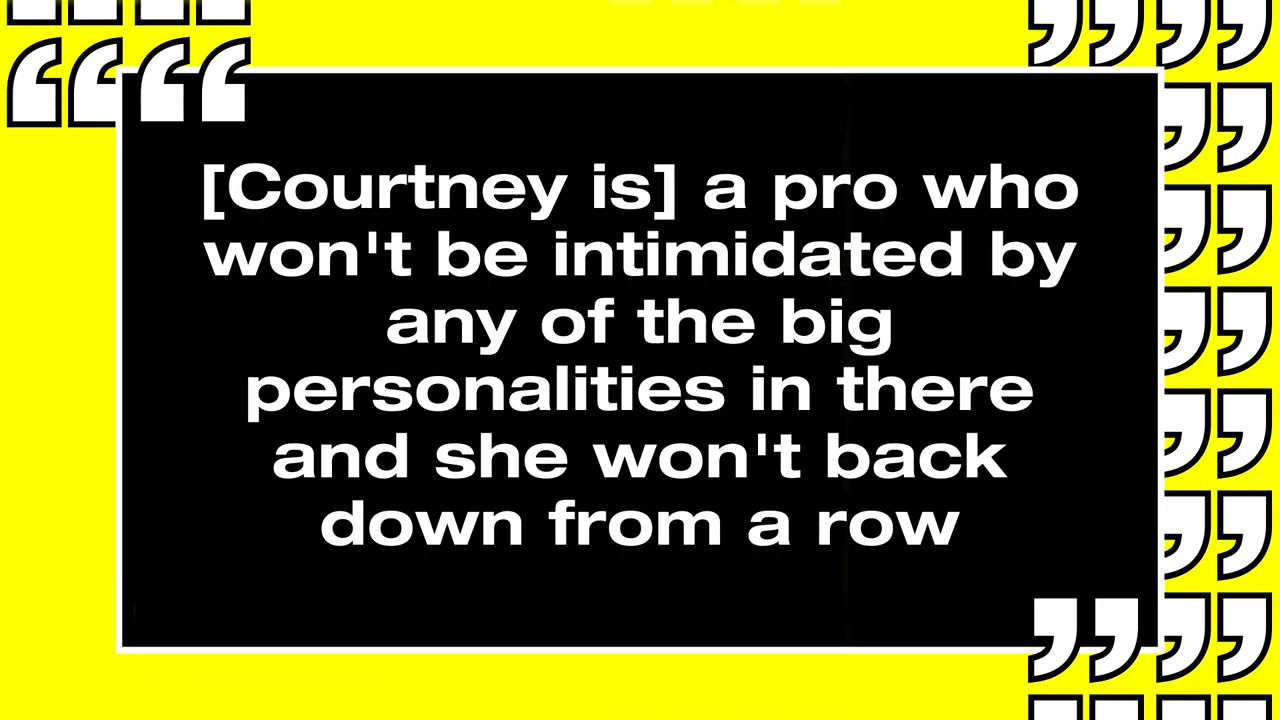 [Courtney is] a pro who
won't be intimidated by
any of the big
personalities in there
and she won't back
down from a row